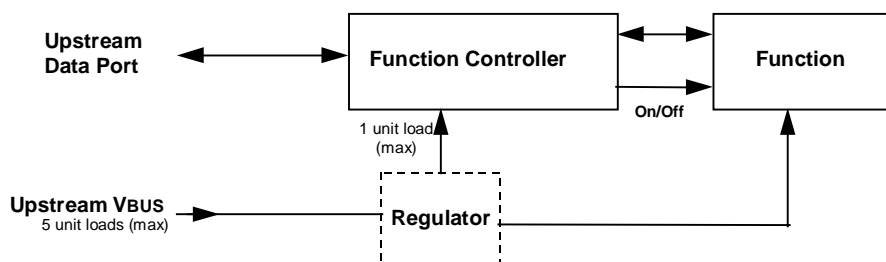 Upstream
Data Port
Function Controller
Function
On/Off
1 unit load
(max)
Upstream VBUS
5 unit loads (max)
Regulator